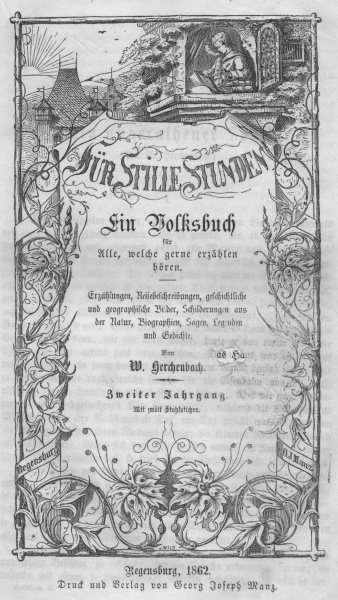 FÜR STILLE STUNDEN
Ein Volksbuch
für
Alle, welche gerne erzählen
hören.
Erzählungen, Reisebeschreibungen, geschichtliche
und geographische Bilder, Schilderungen aus
der Natur, Biographien, Sagen, Legenden
und Gedichte.
Von
W. Herchenbach.
Zweiter Jahrgang.
Mit zwölf Stahlstichen.
Regensburg
G.J. Manz.
Regensburg, 1862.
Druck und Verlag von Georg Joseph Manz.